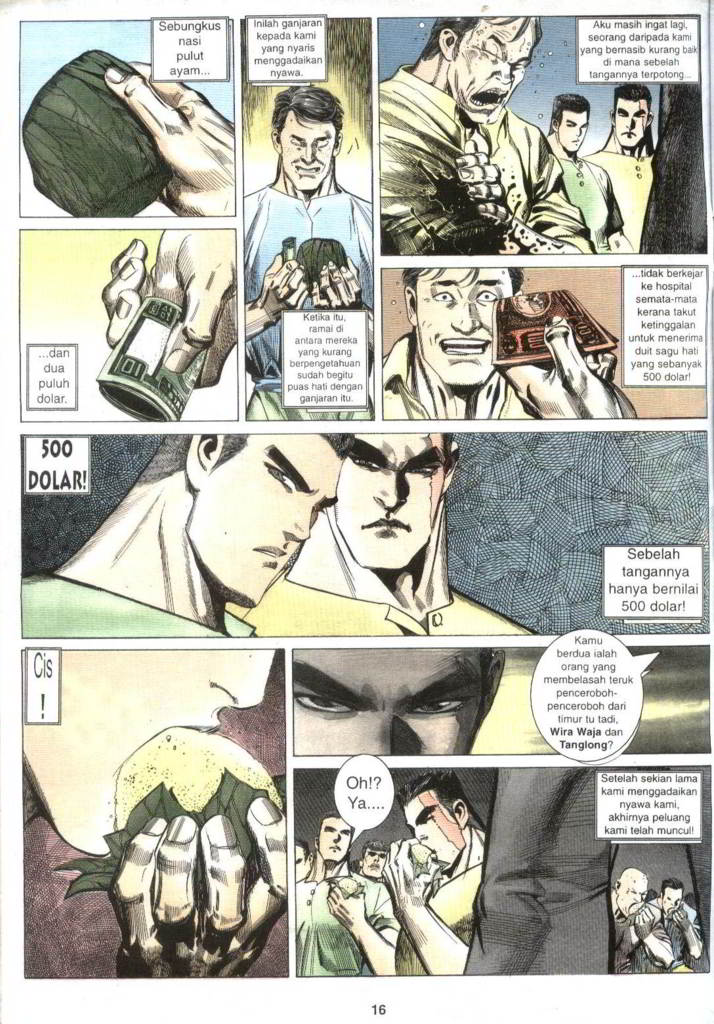 Sebungkus
nasi
pulut
ayam...
Inilah ganjaran
kepada kami
yang nyaris
menggadaikan
nyawa.
Aku masih ingat lagi,
seorang daripada kami
yang bernasib kurang baik
di mana sebelah
tangannya terpotong...
...dan
dua
puluh
dolar.
Ketika itu,
ramai di
antara mereka
yang kurang
berpengetahuan
sudah begitu
puas hati dengan
ganjaran itu.
...tidak berkejar
ke hospital
semata-mata
kerana takut
ketinggalan
untuk menerima
duit sagu hati
yang sebanyak
500 dolar!
500
DOLAR!
Sebelah
tangannya
hanya bernilai
500 dolar!
Cis
!
Kamu
berdua ialah
orang yang
membelasah teruk
penceroboh-
penceroboh dari
timur tu tadi,
Wira Waja dan
Tanglong?
Oh!?
Ya....
Setelah sekian lama
kami menggadaikan
nyawa kami,
akhirnya peluang
kami telah muncul!
16